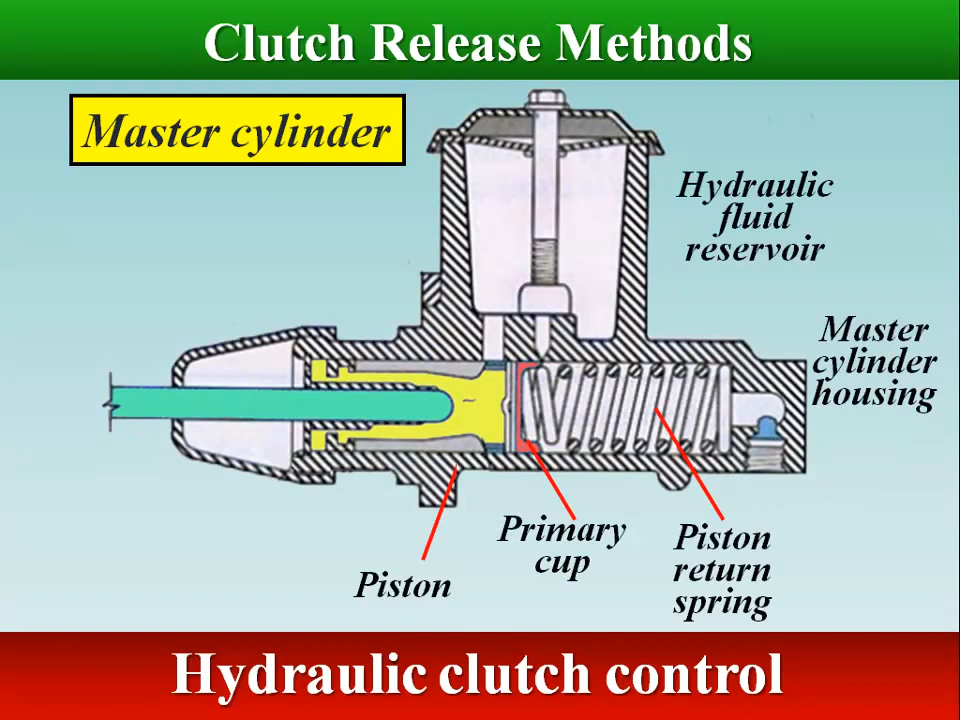 Clutch Release Methods
Master cylinder
Hydraulic
fluid
reservoir
Master
cylinder
housing
Primary
cup
Piston
return
spring
Piston
Hydraulic clutch control